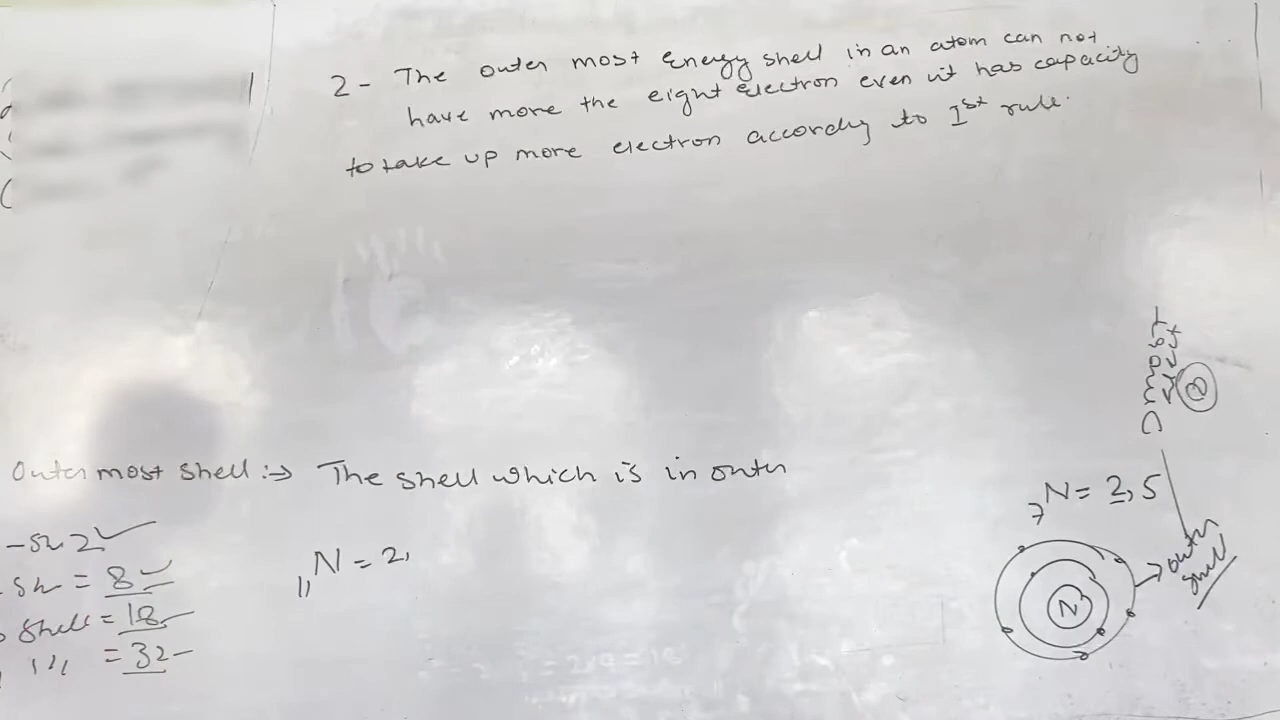 2 - The outer most Energy shell in an atom can not
have more the eight electron even it has capacity
to take up more electron accordy to Ist rule.
Outer most shell :→ The shell which is in outer
- Sh 2
Sh = 8
Shell = 18
= 32
11N = 2,
7N = 2, 5
N
outer
shell